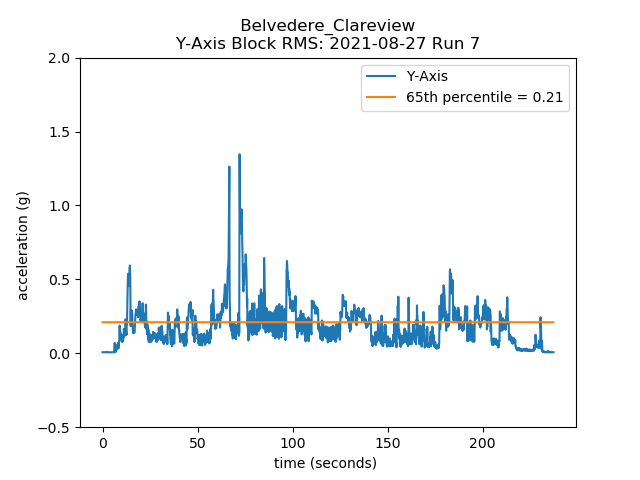 Belvedere_Clareview
Y-Axis Block RMS: 2021-08-27 Run 7
Y-Axis
65th percentile = 0.21
2.0
1.5
1.0
0.5
0.0
−0.5
acceleration (g)
0 50 100 150 200
time (seconds)